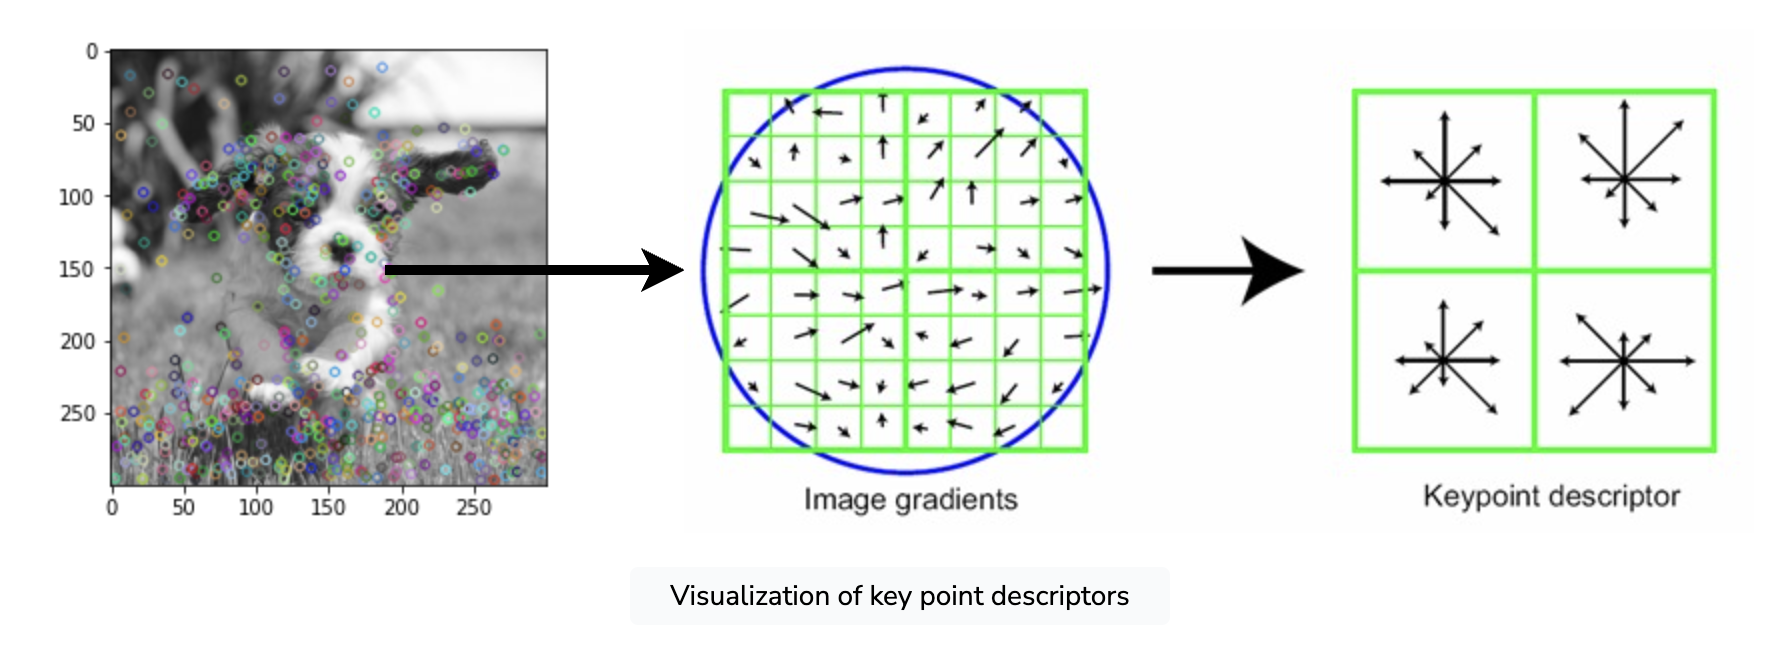 0
50
100
150
200
250
0 50 100 150 200 250
Image gradients
Keypoint descriptor
Visualization of key point descriptors